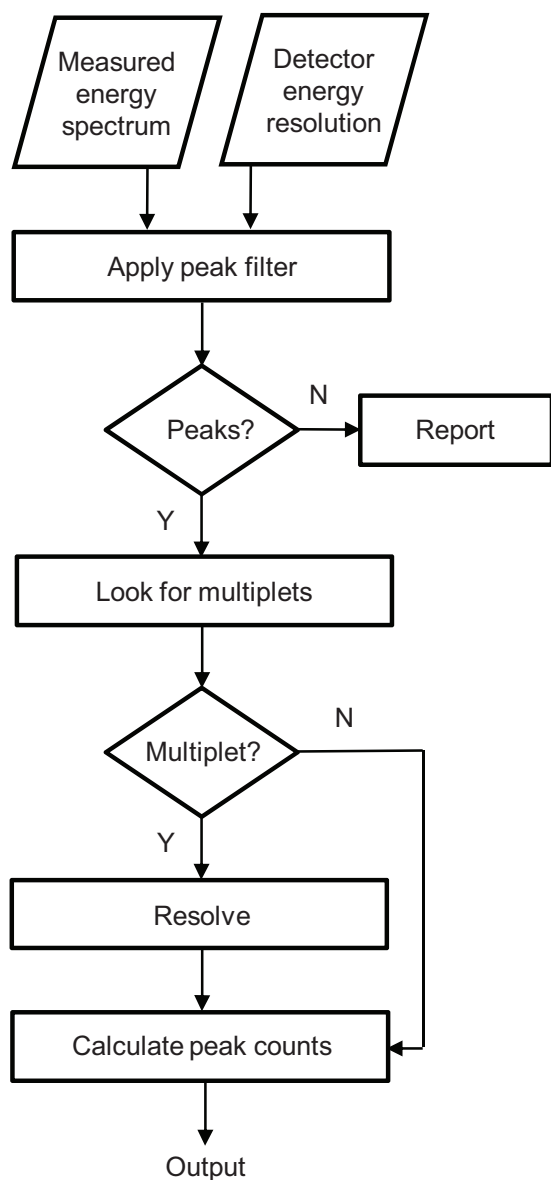 Measured
energy
spectrum
Detector
energy
resolution
Apply peak filter
Peaks?
N
Report
Y
Look for multiplets
Multiplet?
N
Y
Resolve
Calculate peak counts
Output